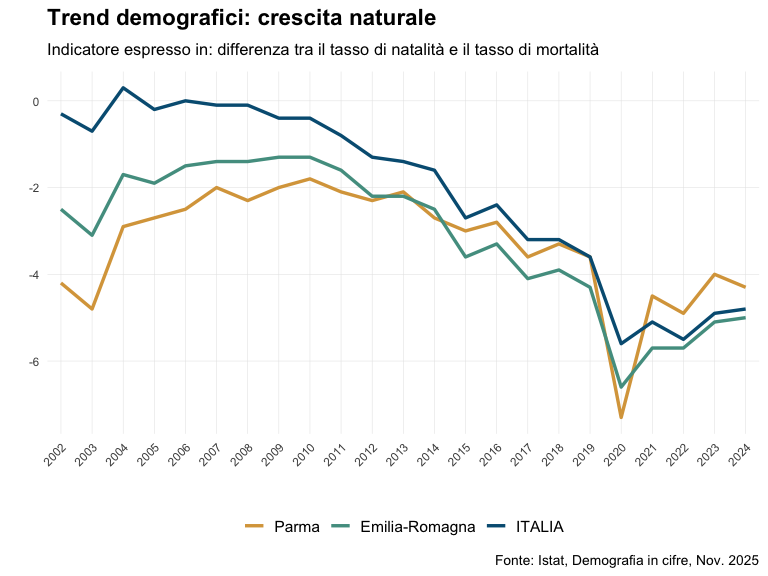 Trend demografici: crescita naturale
Indicatore espresso in: differenza tra il tasso di natalità e il tasso di mortalità
0
-2
-4
-6
2002 2003 2004 2005 2006 2007 2008 2009 2010 2011 2012 2013 2014 2015 2016 2017 2018 2019 2020 2021 2022 2023 2024
Parma Emilia-Romagna ITALIA
Fonte: Istat, Demografia in cifre, Nov. 2025